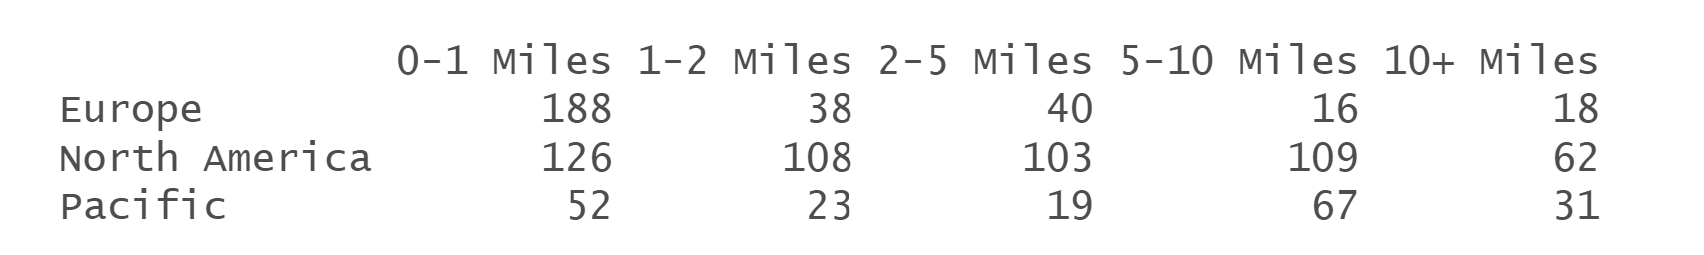 0-1 Miles 1-2 Miles 2-5 Miles 5-10 Miles 10+ Miles
Europe 188 38 40 16 18
North America 126 108 103 109 62
Pacific 52 23 19 67 31